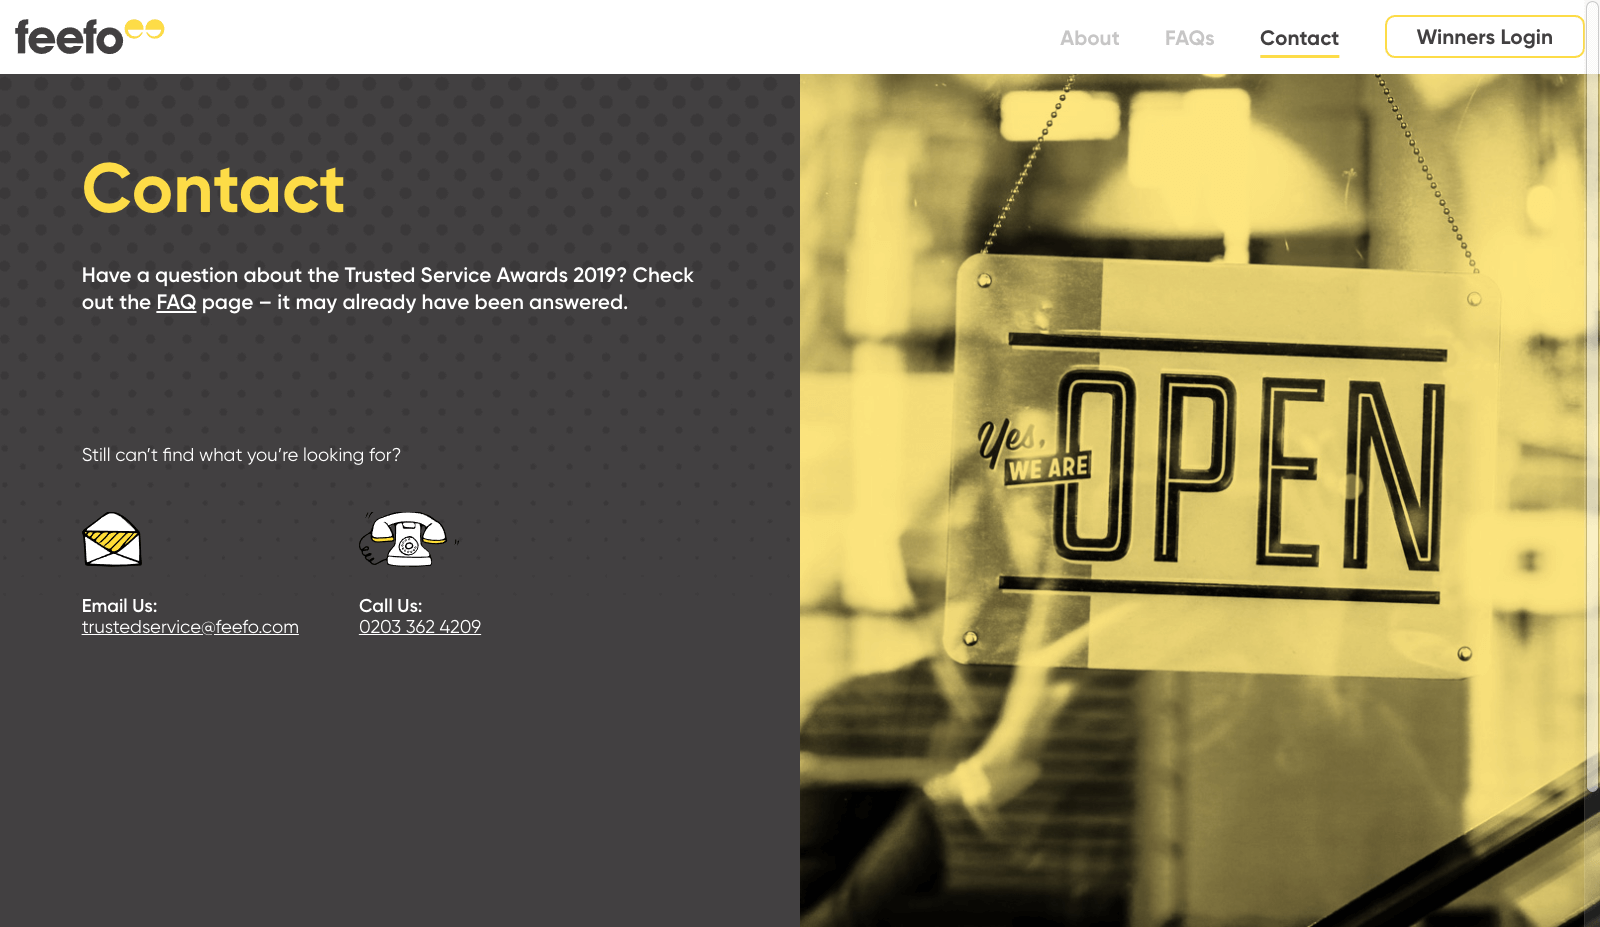 feefo
About
FAQs
Contact
Winners Login
Contact
Have a question about the Trusted Service Awards 2019? Check
out the FAQ page – it may already have been answered.
Still can’t find what you’re looking for?
Email Us:
trustedservice@feefo.com
Call Us:
0203 362 4209
Yes,
WE ARE
OPEN